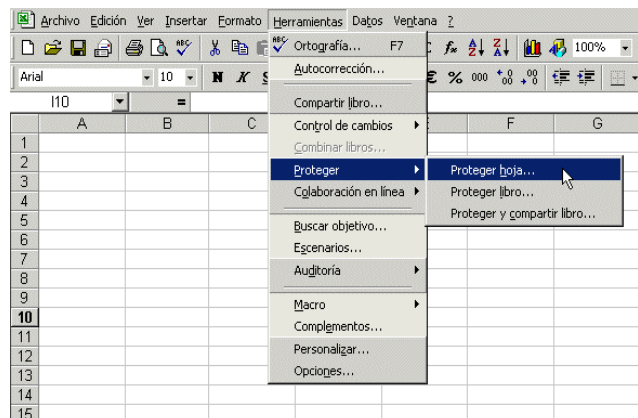 Archivo Edición Ver Insertar Formato Herramientas Datos Ventana ?
Ortografía... F7
100%
Arial 10 N K S € % 000
I10 =
A B C F G
Autocorrección...
Compartir libro...
Control de cambios
Combinar libros...
Proteger
Colaboración en línea
Buscar objetivo...
Escenarios...
Auditoría
Macro
Complementos...
Personalizar...
Opciones...
Proteger hoja...
Proteger libro...
Proteger y compartir libro...
1
2
3
4
5
6
7
8
9
10
11
12
13
14
15